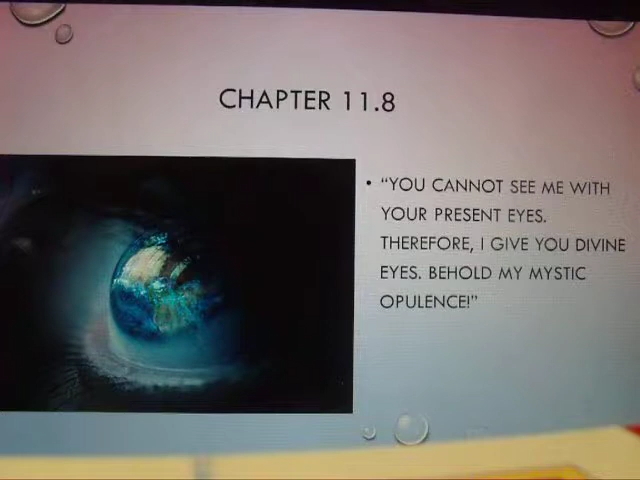 CHAPTER 11.8
• “YOU CANNOT SEE ME WITH
YOUR PRESENT EYES.
THEREFORE, I GIVE YOU DIVINE
EYES. BEHOLD MY MYSTIC
OPULENCE!”